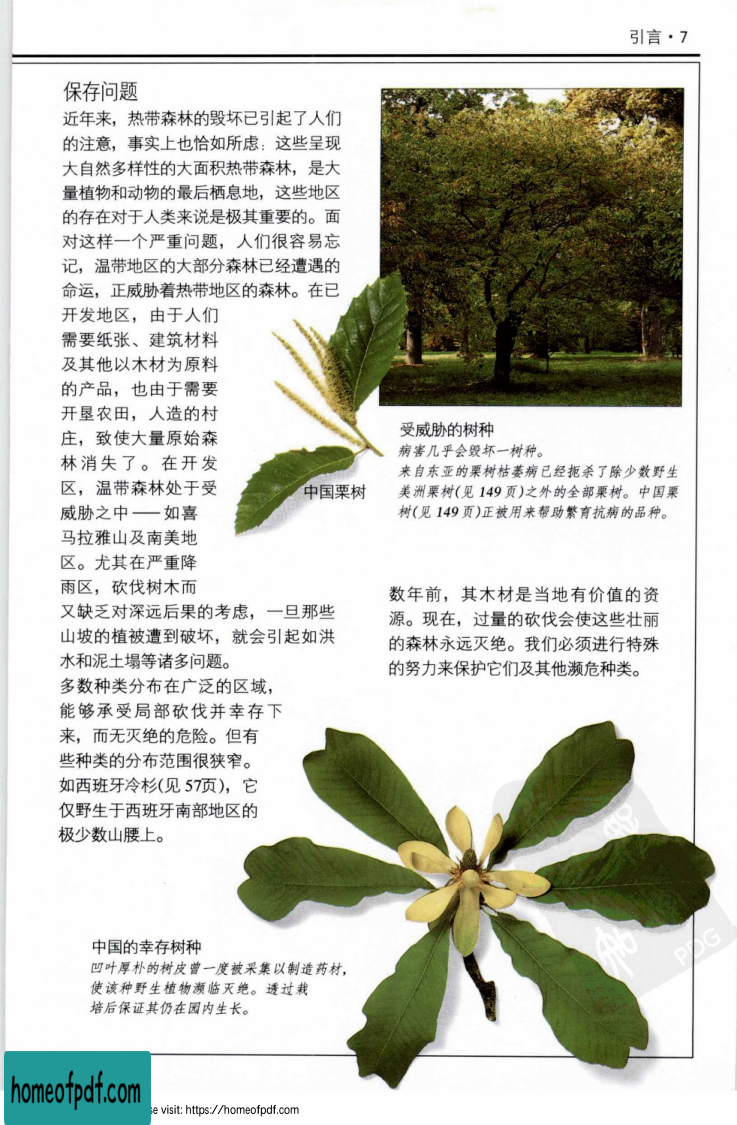 引言·7
保存问题
近年来，热带森林的毁坏已引起了人们
的注意，事实上也恰如所虑：这些呈现
大自然多样性的大面积热带森林，是大
量植物和动物的最后栖息地，这些地区
的存在对于人类来说是极其重要的。面
对这样一个严重问题，人们很容易忘
记，温带地区的大部分森林已经遭遇的
命运，正威胁着热带地区的森林。在已
开发地区，由于人们
需要纸张、建筑材料
及其他以木材为原料
的产品，也由于需要
开垦农田，人造的村
庄，致使大量原始森
林消失了。在开发
区，温带森林处于受
威胁之中——如喜
马拉雅山及南美地
区。尤其在严重降
雨区，砍伐树木而
又缺乏对深远后果的考虑，一旦那些
山坡的植被遭到破坏，就会引起如洪
水和泥土塌等诸多问题。
多数种类分布在广泛的区域，
能够承受局部砍伐并幸存下
来，而无灭绝的危险。但有
些种类的分布范围很狭窄。
如西班牙冷杉(见 57页)，它
仅野生于西班牙南部地区的
极少数山腰上。
中国栗树
受威胁的树种
病害几乎会毁坏一树种。
来自东亚的栗树枯萎病已经扼杀了除少数野生
美洲栗树(见 149 页)之外的全部栗树。中国栗
树(见 149 页)正被用来帮助繁育抗病的品种。
数年前，其木材是当地有价值的资
源。现在，过量的砍伐会使这些壮丽
的森林永远灭绝。我们必须进行特殊
的努力来保护它们及其他濒危种类。
中国的幸存树种
凹叶厚朴的树皮曾一度被采集以制造药材，
使该种野生植物濒临灭绝。透过栽
培后保证其仍在园内生长。
PDG
homeofpdf.com
se visit: https://homeofpdf.com